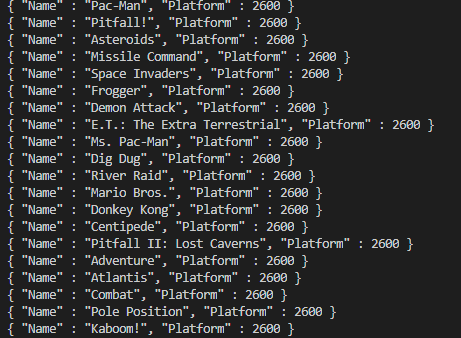 { "Name" : "Pac-Man", "Platform" : 2600 }
{ "Name" : "Pitfall!", "Platform" : 2600 }
{ "Name" : "Asteroids", "Platform" : 2600 }
{ "Name" : "Missile Command", "Platform" : 2600 }
{ "Name" : "Space Invaders", "Platform" : 2600 }
{ "Name" : "Frogger", "Platform" : 2600 }
{ "Name" : "Demon Attack", "Platform" : 2600 }
{ "Name" : "E.T.: The Extra Terrestrial", "Platform" : 2600 }
{ "Name" : "Ms. Pac-Man", "Platform" : 2600 }
{ "Name" : "Dig Dug", "Platform" : 2600 }
{ "Name" : "River Raid", "Platform" : 2600 }
{ "Name" : "Mario Bros.", "Platform" : 2600 }
{ "Name" : "Donkey Kong", "Platform" : 2600 }
{ "Name" : "Centipede", "Platform" : 2600 }
{ "Name" : "Pitfall II: Lost Caverns", "Platform" : 2600 }
{ "Name" : "Adventure", "Platform" : 2600 }
{ "Name" : "Atlantis", "Platform" : 2600 }
{ "Name" : "Combat", "Platform" : 2600 }
{ "Name" : "Pole Position", "Platform" : 2600 }
{ "Name" : "Kaboom!", "Platform" : 2600 }